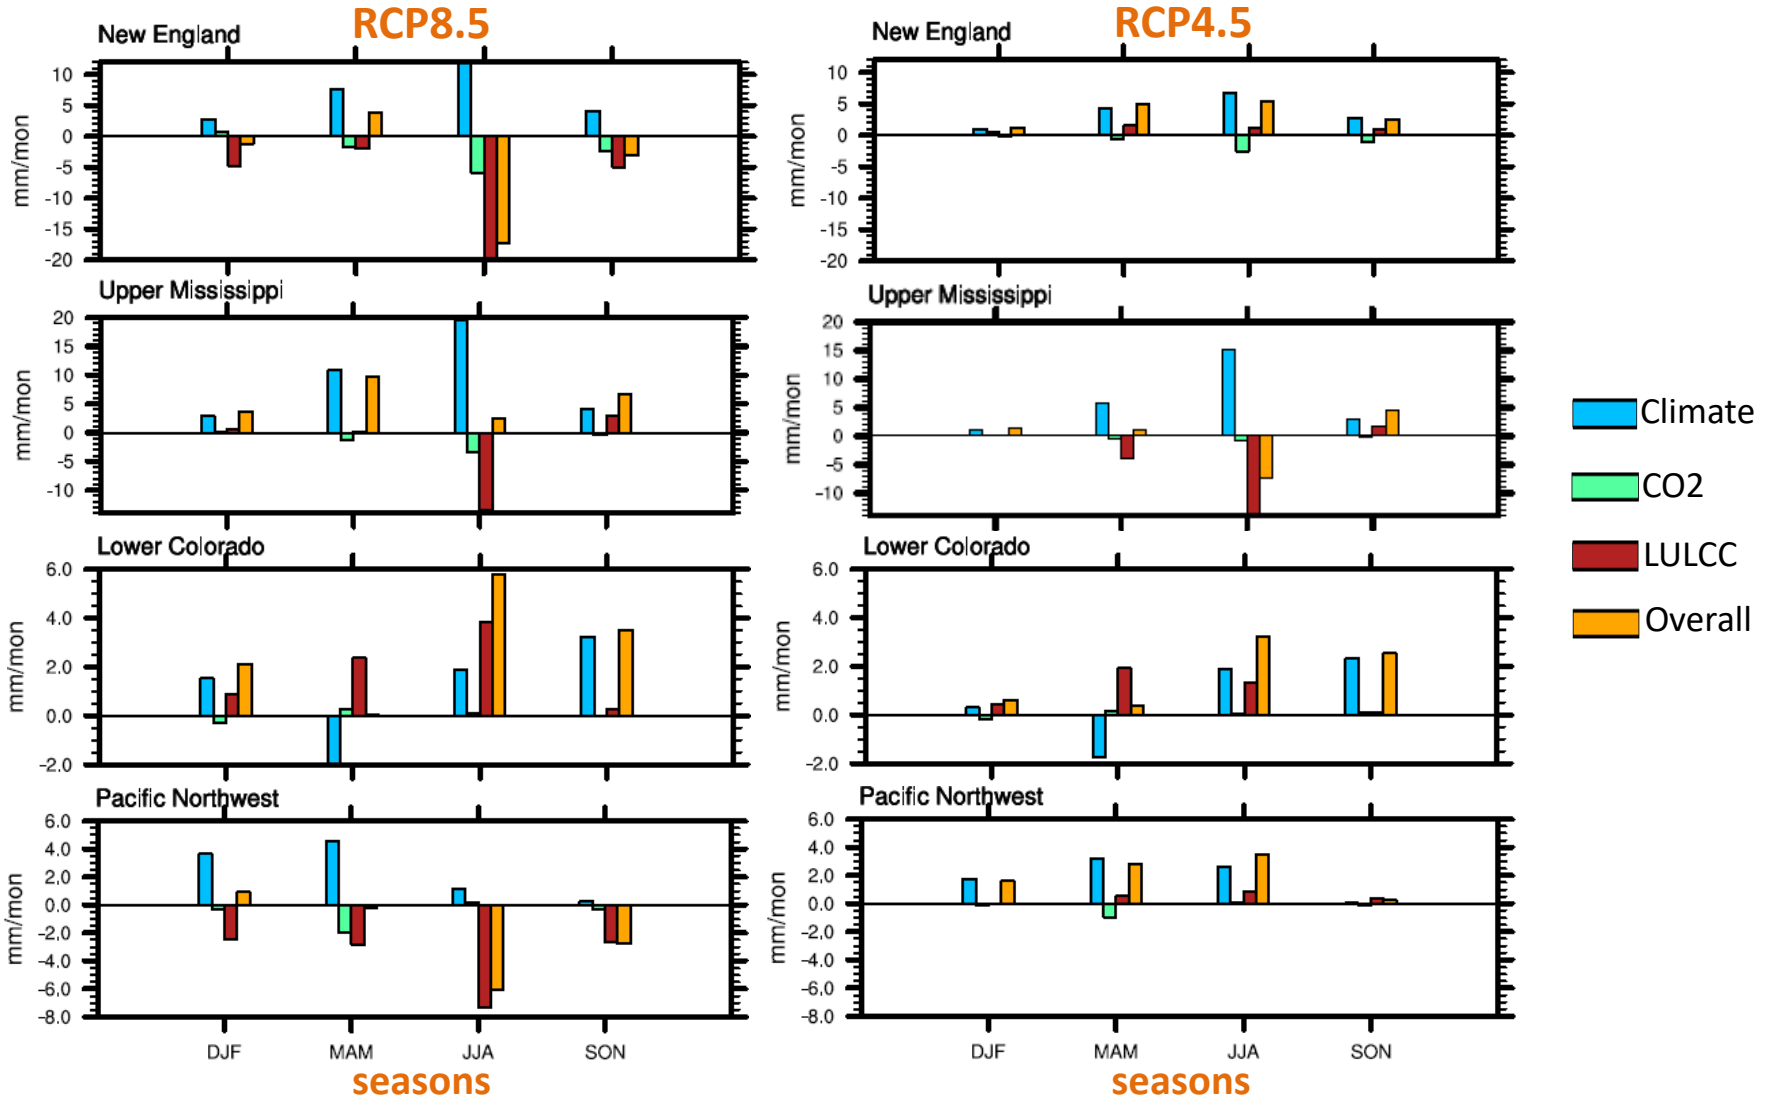 RCP8.5
RCP4.5
New England
10
5
0
-5
-10
-15
-20
mm/mon
New England
10
5
0
-5
-10
-15
-20
mm/mon
Upper Mississippi
20
15
10
5
0
-5
-10
mm/mon
Upper Mississippi
20
15
10
5
0
-5
-10
mm/mon
Lower Colorado
6.0
4.0
2.0
0.0
-2.0
mm/mon
Lower Colorado
6.0
4.0
2.0
0.0
-2.0
mm/mon
Pacific Northwest
6.0
4.0
2.0
0.0
-2.0
-4.0
-6.0
-8.0
mm/mon
DJF MAM JJA SON
seasons
Pacific Northwest
6.0
4.0
2.0
0.0
-2.0
-4.0
-6.0
-8.0
mm/mon
DJF MAM JJA SON
seasons
Climate
CO2
LULCC
Overall